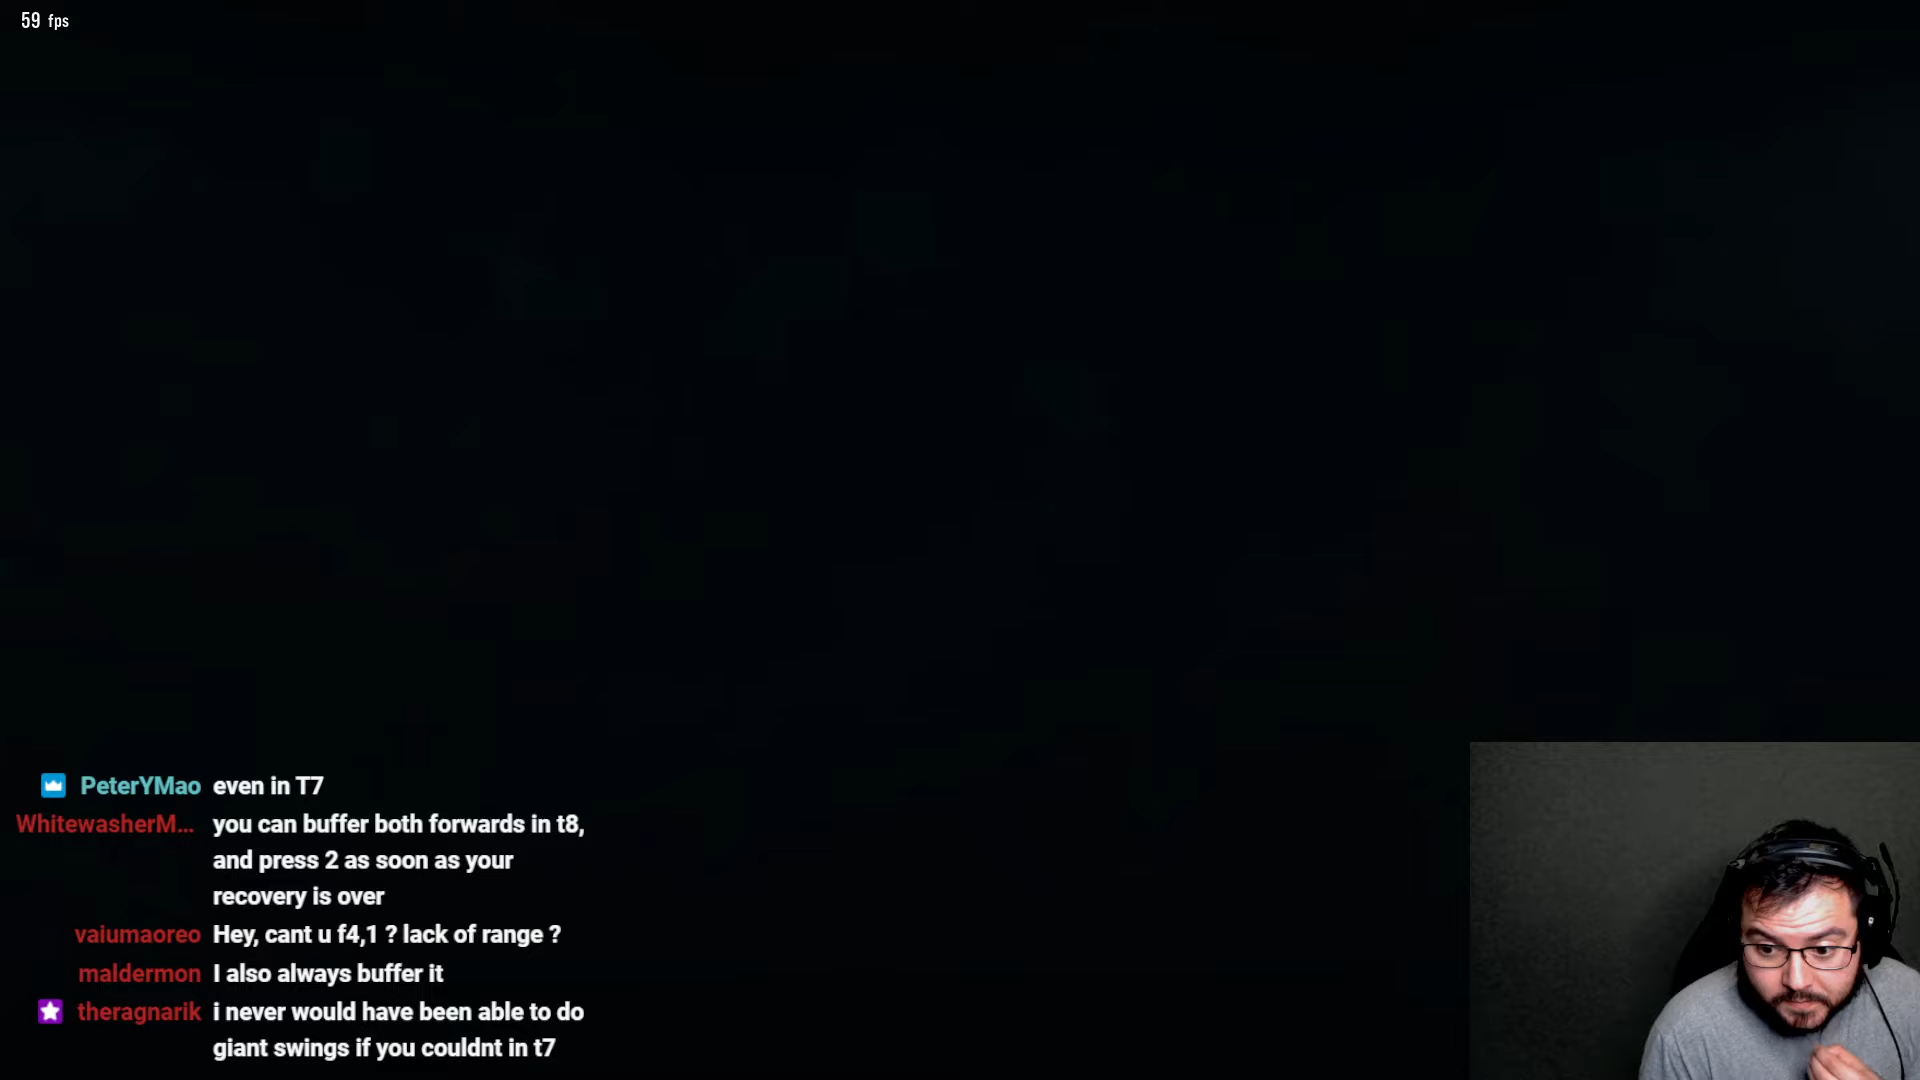 59 fps
PeterYMao even in T7
WhitewasherM... you can buffer both forwards in t8,
and press 2 as soon as your
recovery is over
vaiumaoreo Hey, cant u f4,1 ? lack of range ?
maldermon I also always buffer it
theragnarik i never would have been able to do
giant swings if you couldnt in t7